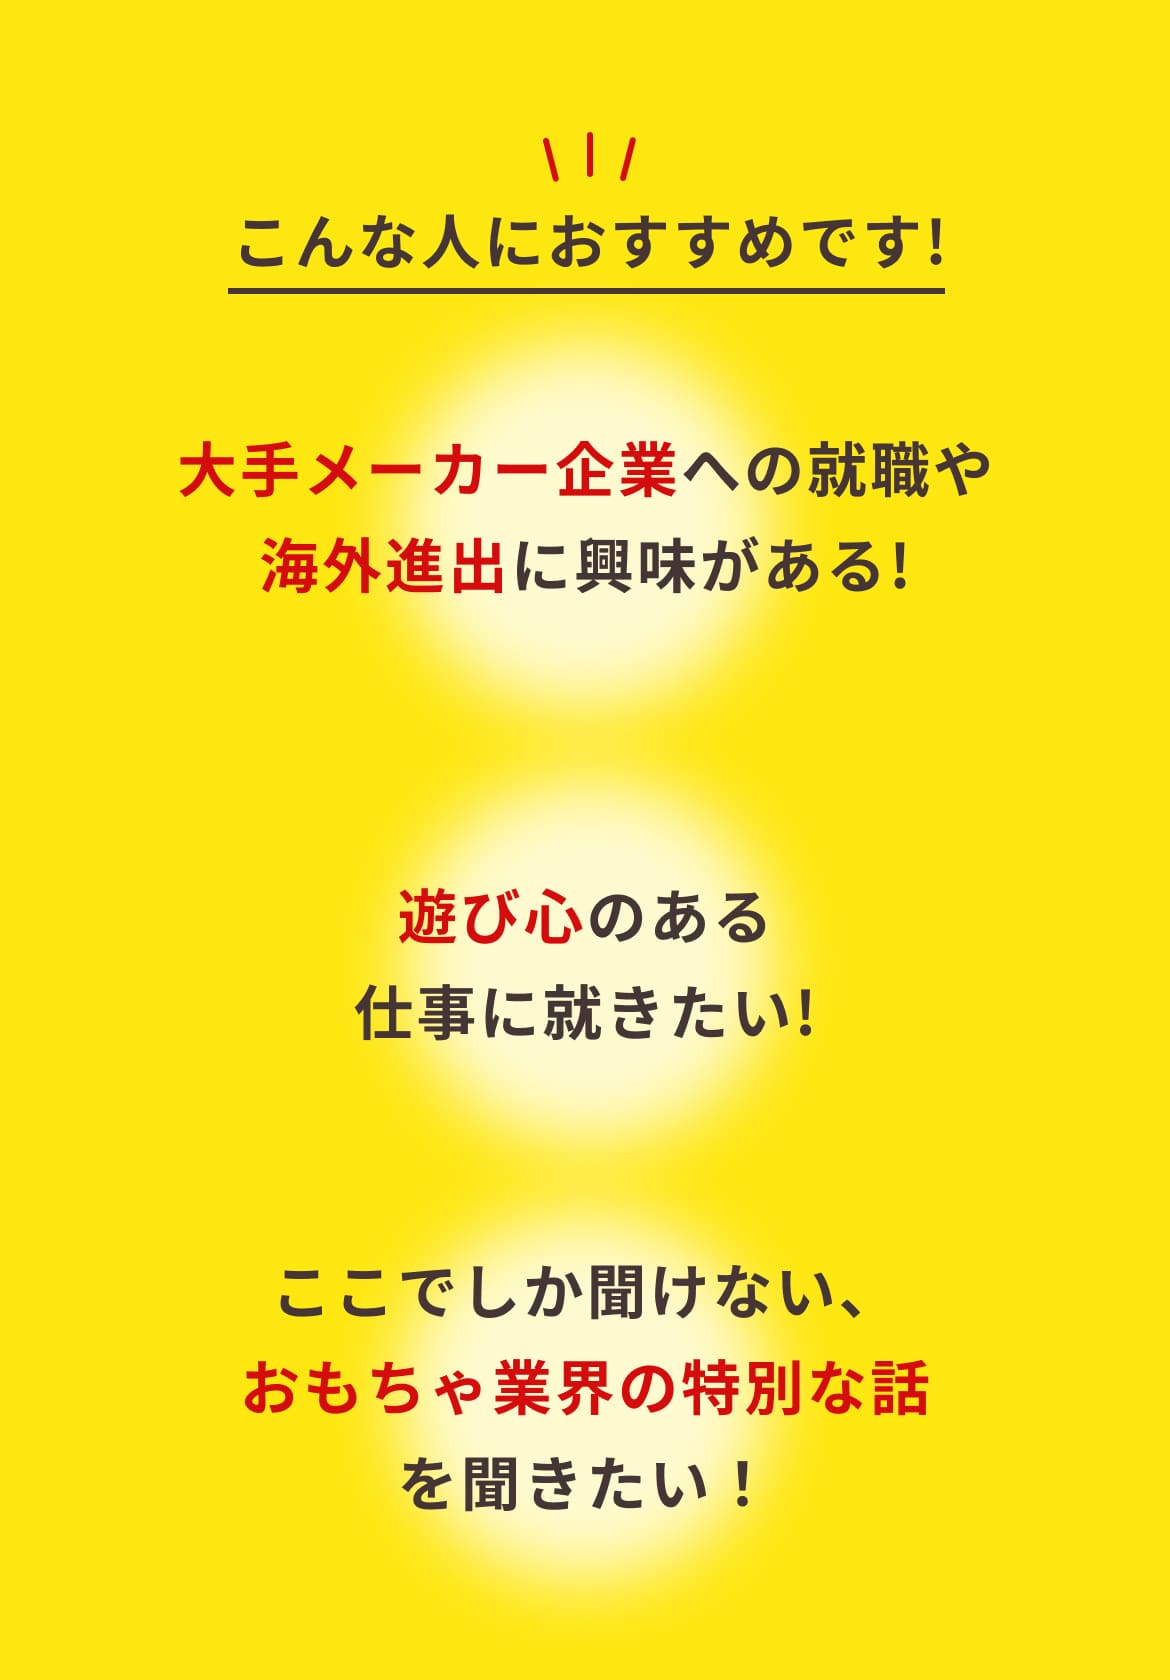 こんな人におすすめです!
大手メーカー企業への就職や
海外進出に興味がある!
遊び心のある
仕事に就きたい!
ここでしか聞けない、
おもちゃ業界の特別な話
を聞きたい！